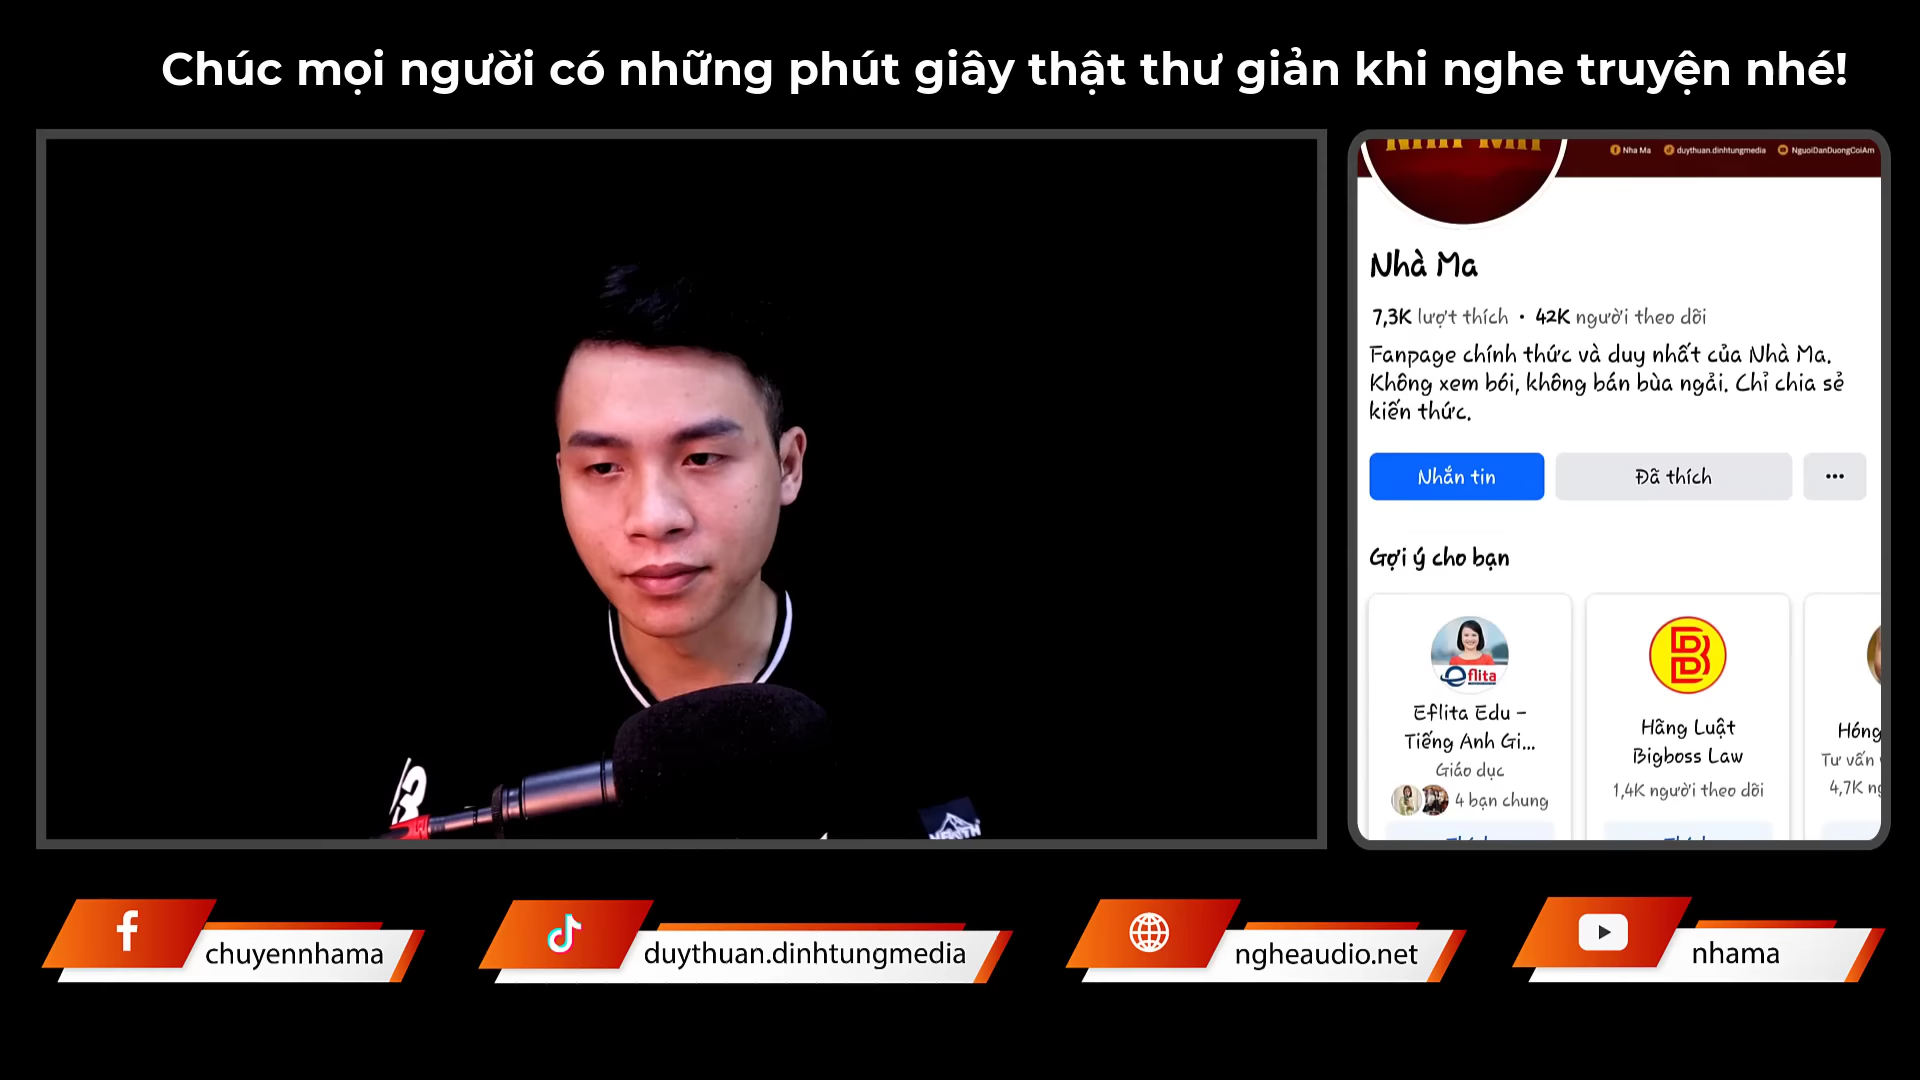 Chúc mọi người có những phút giây thật thư giản khi nghe truyện nhé!
Nha Ma duythuan.dinhtungmedia NguoiDanDuongCoiAm
Nhà Ma
7,3K lượt thích • 42K người theo dõi
Fanpage chính thức và duy nhất của Nhà Ma.
Không xem bói, không bán bùa ngải. Chỉ chia sẻ
kiến thức.
Nhắn tin
Đã thích
Gợi ý cho bạn
eflita
Eflita Edu –
Tiếng Anh Gi...
Giáo dục
4 bạn chung
Hãng Luật
Bigboss Law
1,4K người theo dõi
Tư vấn
chuyennhama
duythuan.dinhtungmedia
ngheaudio.net
nhama